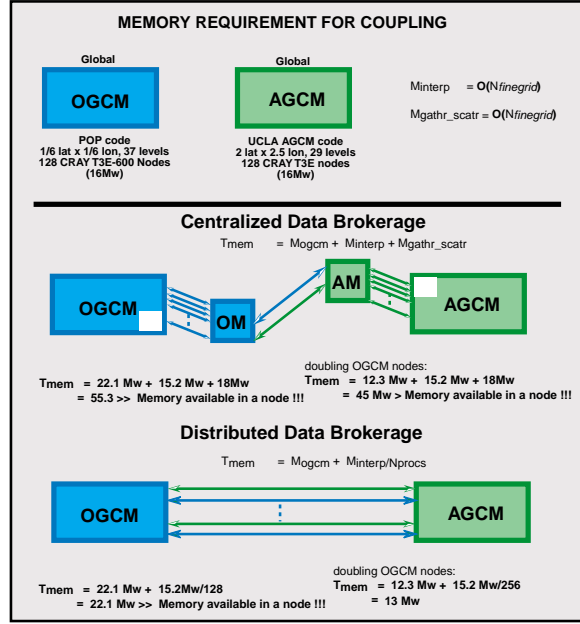 MEMORY REQUIREMENT FOR COUPLING
Global
Global
OGCM
AGCM
Minterp = O(Nfinegrid)
Mgathr_scatr = O(Nfinegrid)
POP code
1/6 lat x 1/6 lon, 37 levels
128 CRAY T3E-600 Nodes
(16Mw)
UCLA AGCM code
2 lat x 2.5 lon, 29 levels
128 CRAY T3E nodes
(16Mw)
Centralized Data Brokerage
Tmem = Mogcm + Minterp + Mgathr_scatr
OGCM
OM
AM
AGCM
Tmem = 22.1 Mw + 15.2 Mw + 18Mw
= 55.3 >> Memory available in a node !!!
doubling OGCM nodes:
Tmem = 12.3 Mw + 15.2 Mw + 18Mw
= 45 Mw > Memory available in a node !!!
Distributed Data Brokerage
Tmem = Mogcm + Minterp/Nprocs
OGCM
AGCM
Tmem = 22.1 Mw + 15.2Mw/128
= 22.1 Mw >> Memory available in a node !!!
doubling OGCM nodes:
Tmem = 12.3 Mw + 15.2 Mw/256
= 13 Mw